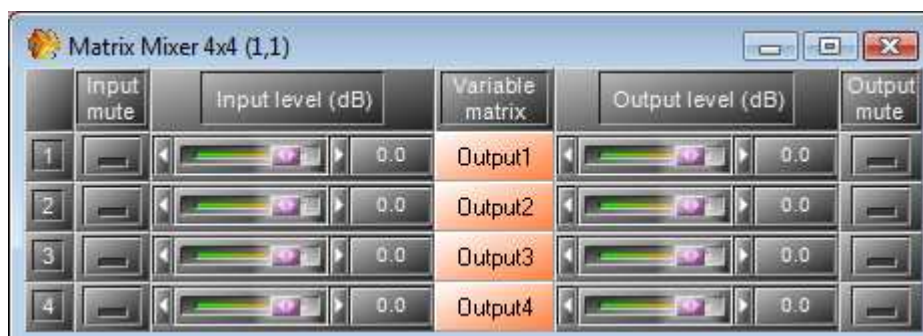 Matrix Mixer 4x4 (1,1)
Input mute Input level (dB) Variable matrix Output level (dB) Output mute
1 0.0 Output1 0.0
2 0.0 Output2 0.0
3 0.0 Output3 0.0
4 0.0 Output4 0.0